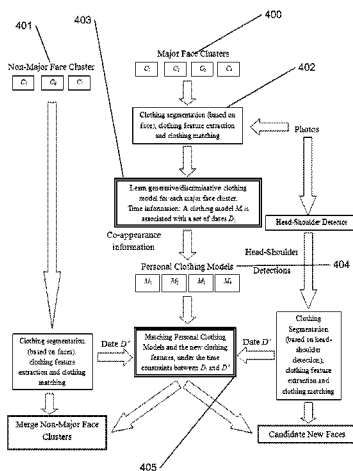 400
401
403
Major Face Clusters
Non-Major Face
Cluster
402
Clothing segmentation (based on
face), clothing feature extraction
and clothing matching
Photos
Learn generative/discriminative clothing
model for each major face cluster.
Time information: A clothing model M is
associated with a set of dates D
Head-Shoulder Detector
Co-appearance
information
Head-Shoulder
Detections
404
Personal Clothing Models
Clothing segmentation
(based on faces), clothing
feature extraction and
clothing matching
Date D'
Matching Personal Clothing
Models and the new clothing
features, under the time
constraints between D and D'
Date D'
Clothing
Segmentation
(based on head-
shoulder
detection), clothing
feature extraction
and clothing
matching
Merge Non-Major Face
Clusters
Candidate New Faces
405